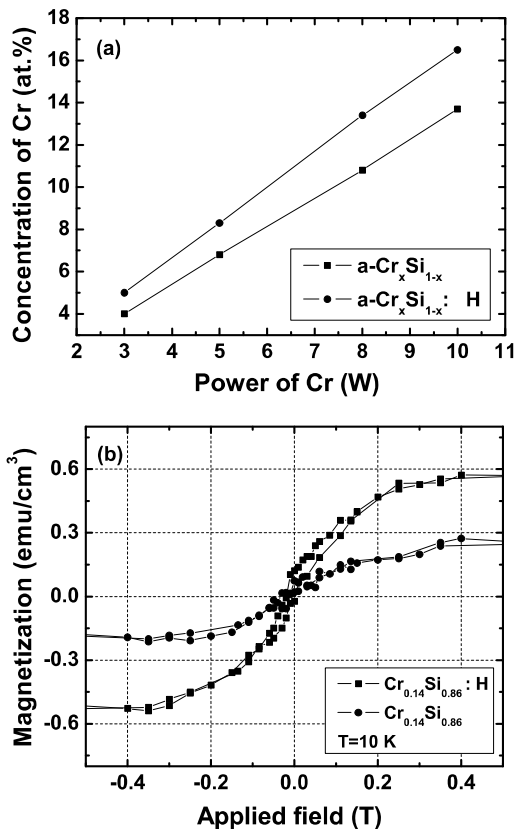 (a)
18
16
14
12
10
8
6
4
Concentration of Cr (at.%)
a-CrₓSi₁₋ₓ
a-CrₓSi₁₋ₓ: H
2 3 4 5 6 7 8 9 10 11
Power of Cr (W)
(b)
0.6
0.3
0.0
-0.3
-0.6
Magnetization (emu/cm³)
Cr₀.₁₄Si₀.₈₆ : H
Cr₀.₁₄Si₀.₈₆
T=10 K
-0.4 -0.2 0.0 0.2 0.4
Applied field (T)